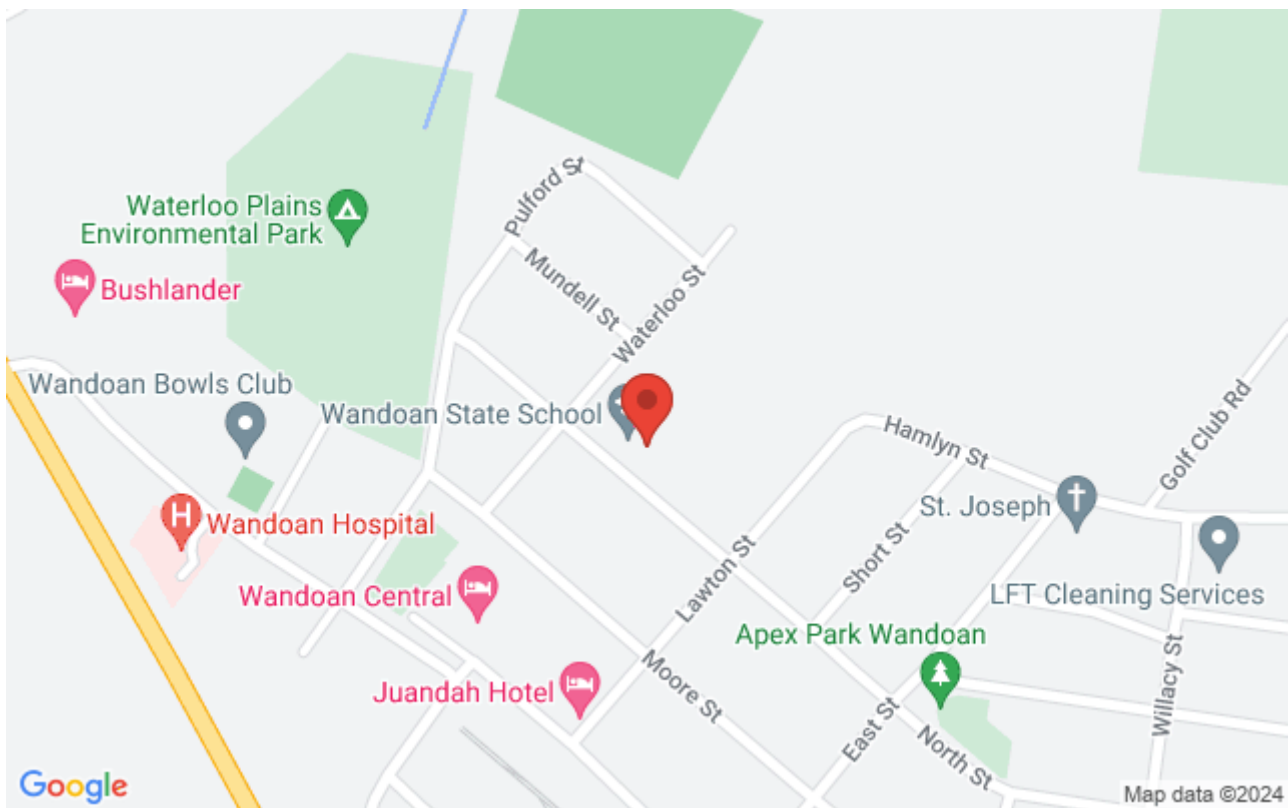 Pulford St
Waterloo Plains
Environmental Park
Mundell St
Waterloo St
Bushlander
Wandoan Bowls Club
Wandoan State School
Hamlyn St
Golf Club Rd
H
Wandoan Hospital
St. Joseph
Lawton St
Short St
Wandoan Central
LFT Cleaning Services
Apex Park Wandoan
Juandah Hotel
Moore St
East St
North St
Willacy St
Google
Map data ©2024